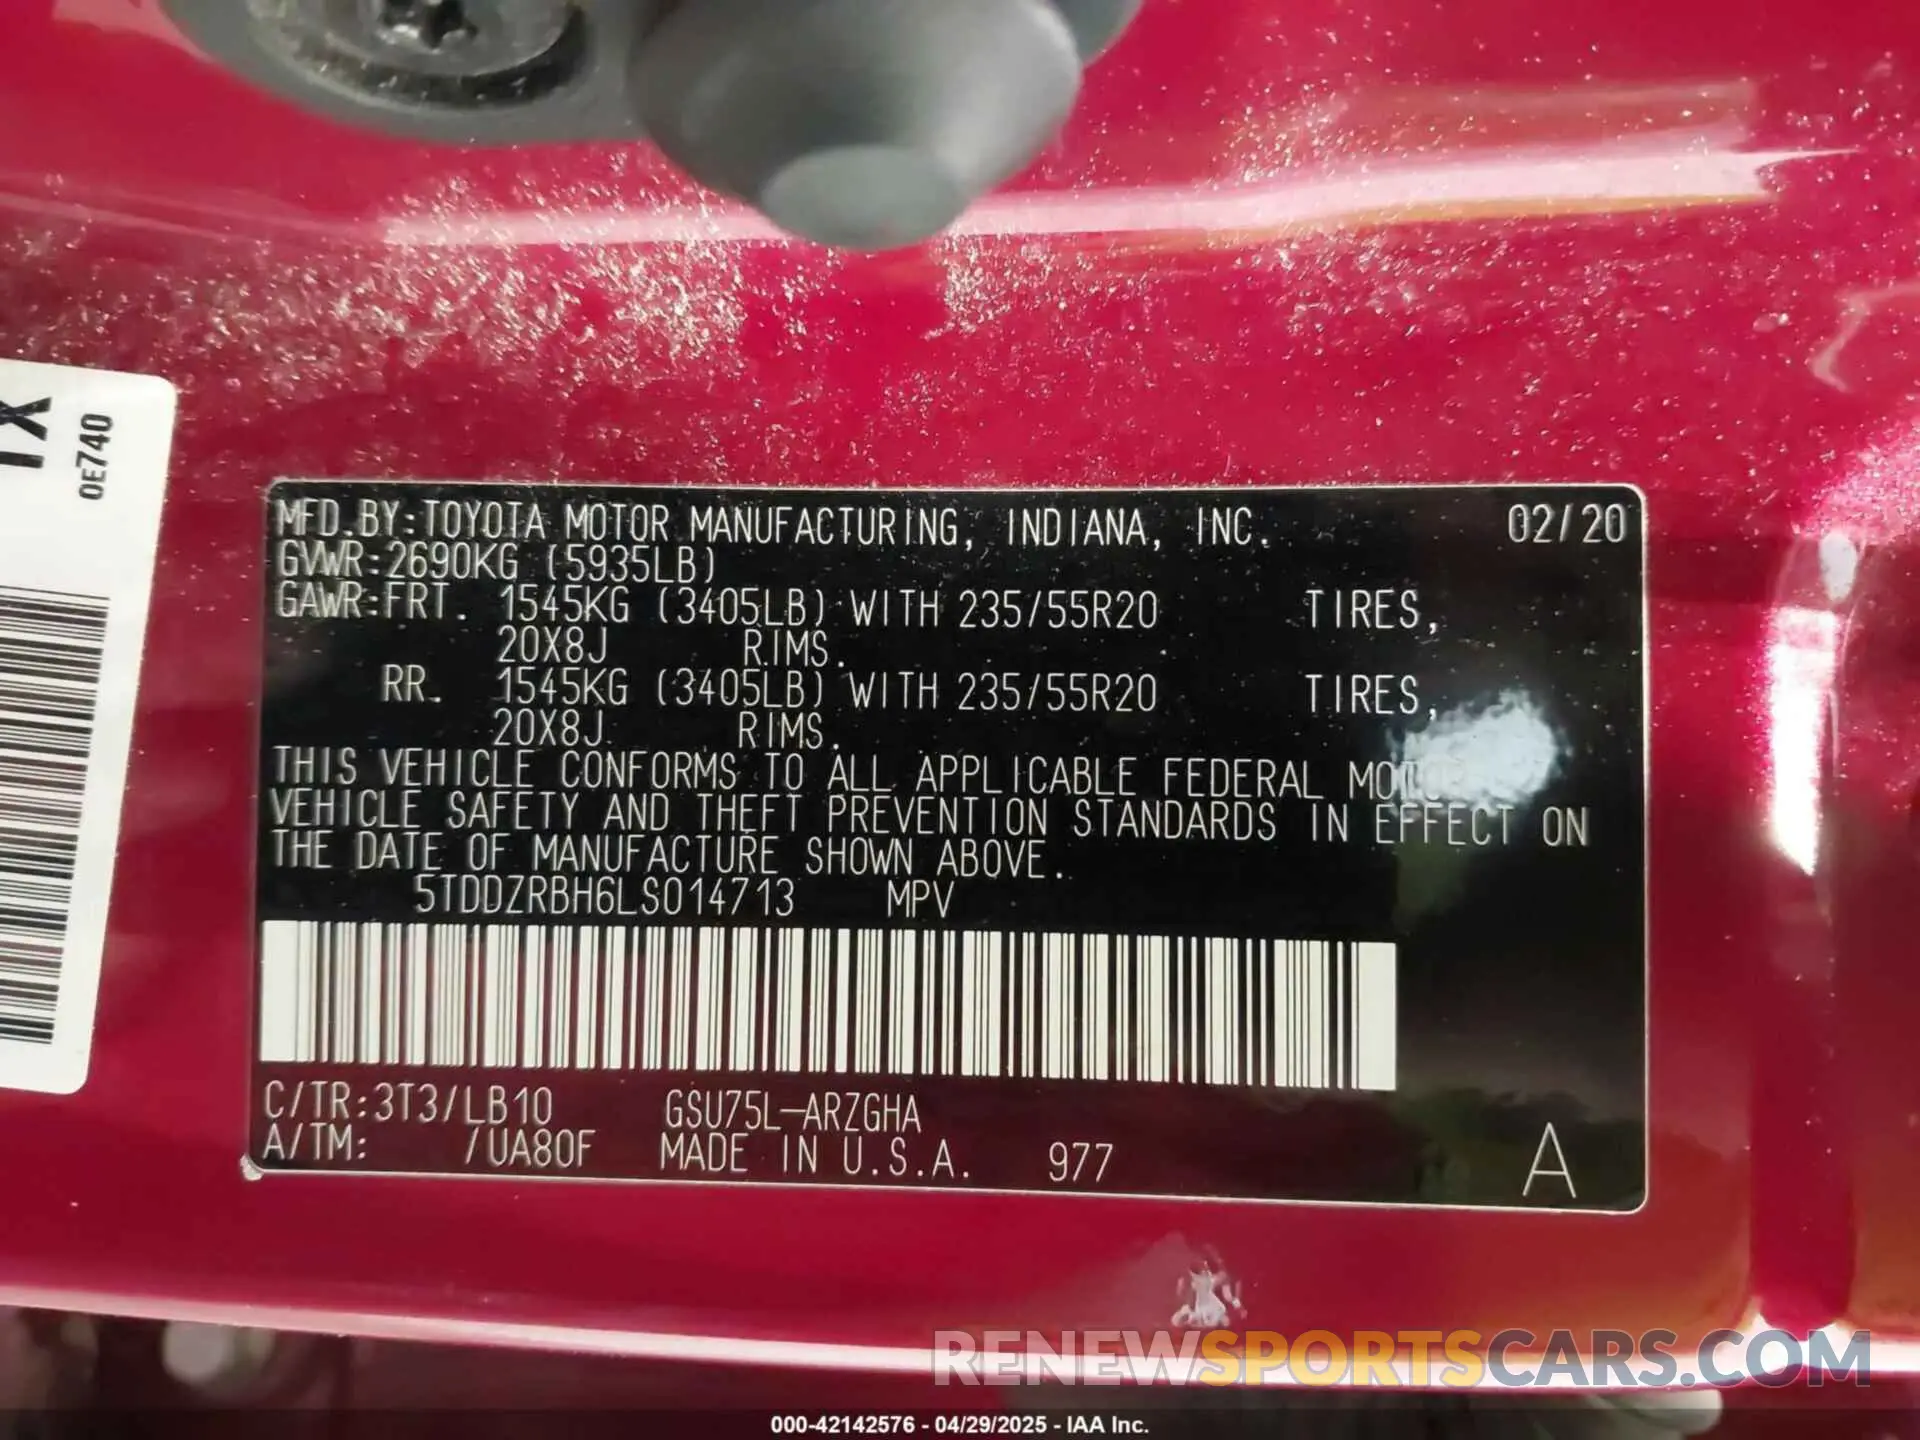 1X
0E740
MFD.BY:TOYOTA MOTOR MANUFACTURING, INDIANA, INC. 02/20
GVWR:2690KG (5935LB)
GAWR:FRT. 1545KG (3405LB) WITH 235/55R20 TIRES,
20X8J RIMS.
RR. 1545KG (3405LB) WITH 235/55R20 TIRES,
20X8J RIMS.
THIS VEHICLE CONFORMS TO ALL APPLICABLE FEDERAL MOTOR
VEHICLE SAFETY AND THEFT PREVENTION STANDARDS IN EFFECT ON
THE DATE OF MANUFACTURE SHOWN ABOVE.
5TDDZRBH6LS014713 MPV
C/TR:3T3/LB10 GSU75L-ARZGHA
A/TM: /UA80F MADE IN U.S.A. 977 A
RENEWSPORTSCARS.COM
000-42142576 - 04/29/2025 - IAA Inc.